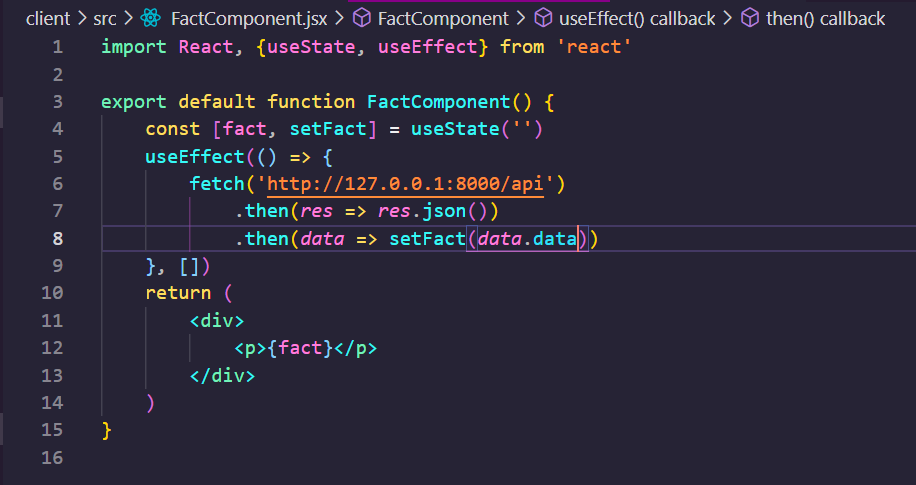 client > src > FactComponent.jsx > FactComponent > useEffect() callback > then() callback
1 import React, {useState, useEffect} from 'react'
2
3 export default function FactComponent() {
4     const [fact, setFact] = useState('')
5     useEffect(() => {
6         fetch('http://127.0.0.1:8000/api')
7             .then(res => res.json())
8             .then(data => setFact(data.data))
9     }, [])
10     return (
11         <div>
12             <p>{fact}</p>
13         </div>
14     )
15 }
16